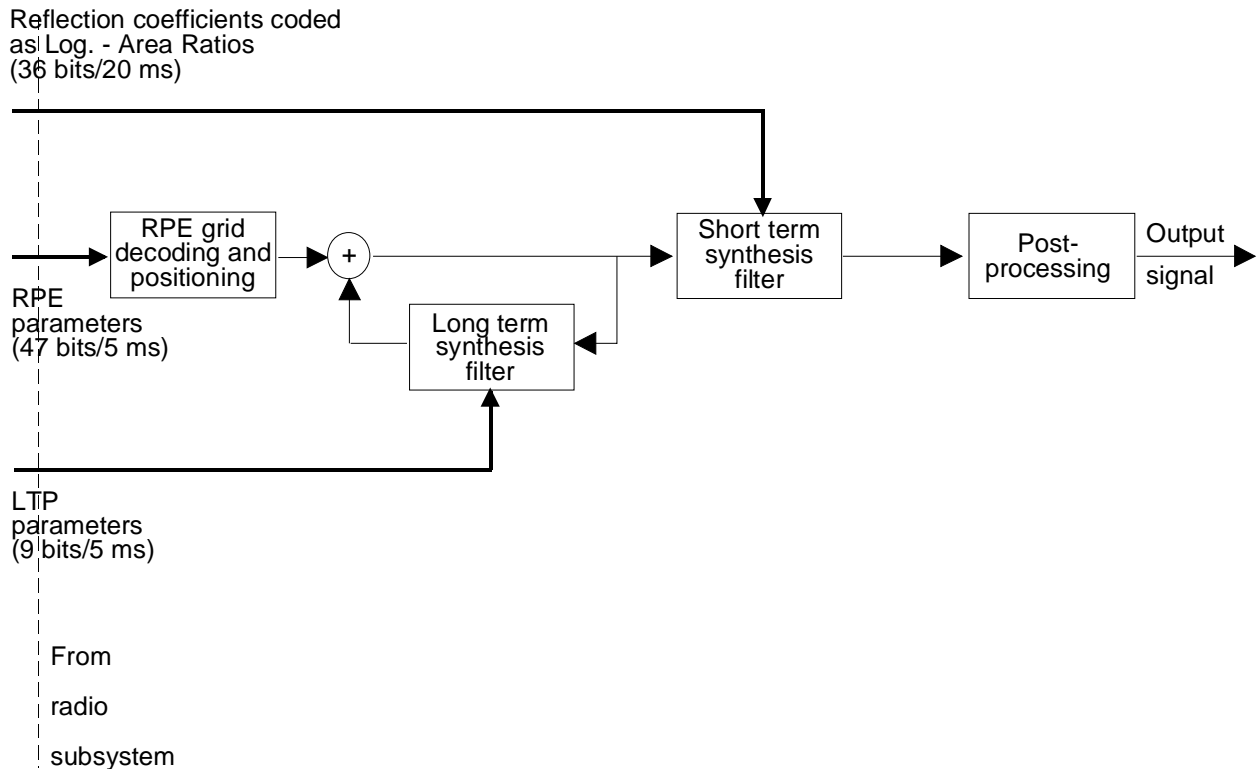 Reflection coefficients coded
as Log. - Area Ratios
(36 bits/20 ms)
RPE grid
decoding and
positioning
+
Short term
synthesis
filter
Post-
processing
Output
signal
RPE
parameters
(47 bits/5 ms)
Long term
synthesis
filter
LTP
parameters
(9 bits/5 ms)
From
radio
subsystem